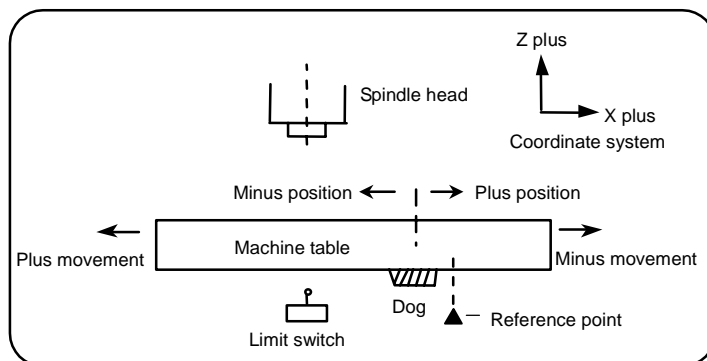 Z plus
Spindle head
X plus
Coordinate system
Minus position
Plus position
Machine table
Plus movement
Minus movement
Dog
Reference point
Limit switch